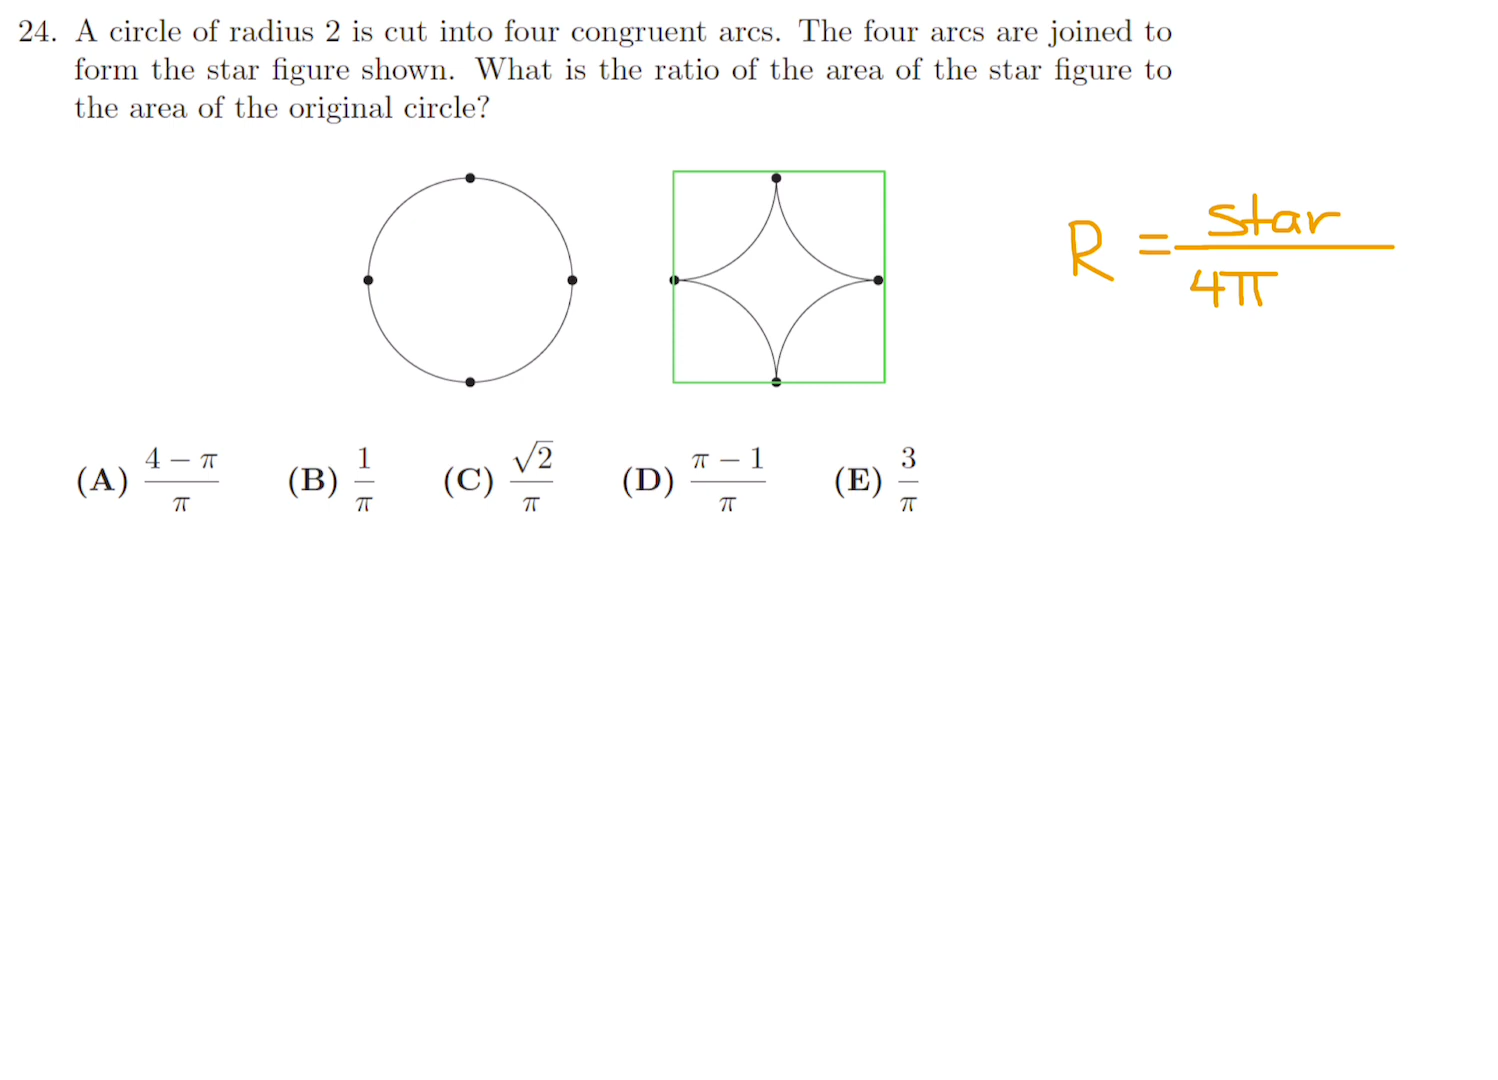 24. A circle of radius 2 is cut into four congruent arcs. The four arcs are joined to
form the star figure shown. What is the ratio of the area of the star figure to
the area of the original circle?
R = star / 4π
(A) (4 − π)/π (B) 1/π (C) √2/π (D) (π − 1)/π (E) 3/π